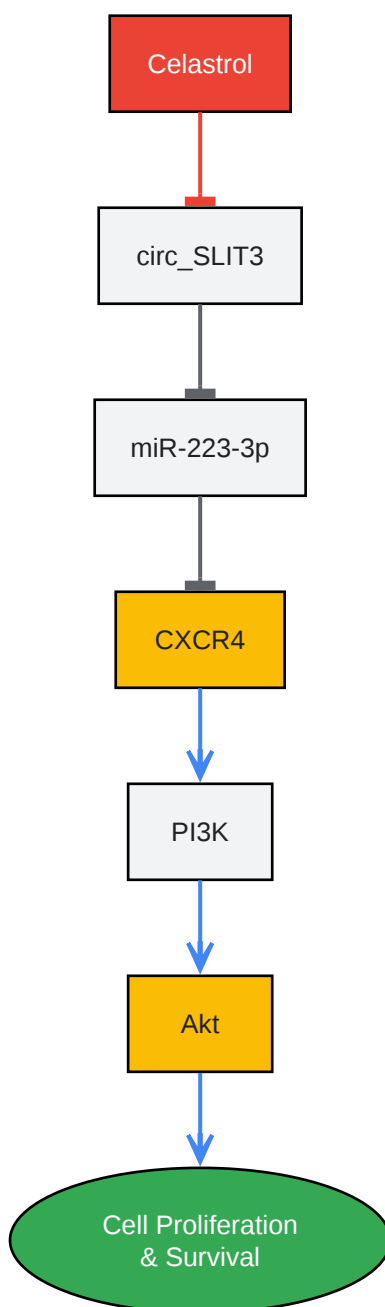 Celastrol
circ_SLIT3
miR-223-3p
CXCR4
PI3K
Akt
Cell Proliferation
& Survival